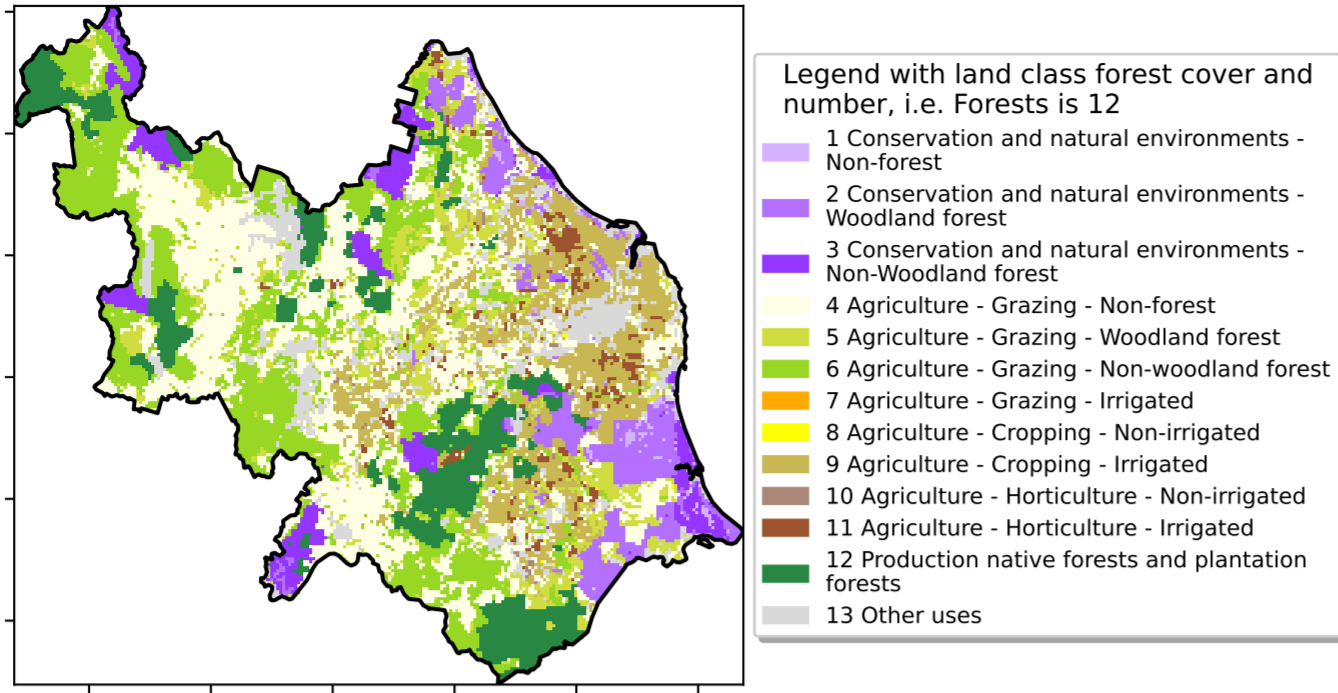 Legend with land class forest cover and
number, i.e. Forests is 12
1 Conservation and natural environments -
Non-forest
2 Conservation and natural environments -
Woodland forest
3 Conservation and natural environments -
Non-Woodland forest
4 Agriculture - Grazing - Non-forest
5 Agriculture - Grazing - Woodland forest
6 Agriculture - Grazing - Non-woodland forest
7 Agriculture - Grazing - Irrigated
8 Agriculture - Cropping - Non-irrigated
9 Agriculture - Cropping - Irrigated
10 Agriculture - Horticulture - Non-irrigated
11 Agriculture - Horticulture - Irrigated
12 Production native forests and plantation
forests
13 Other uses